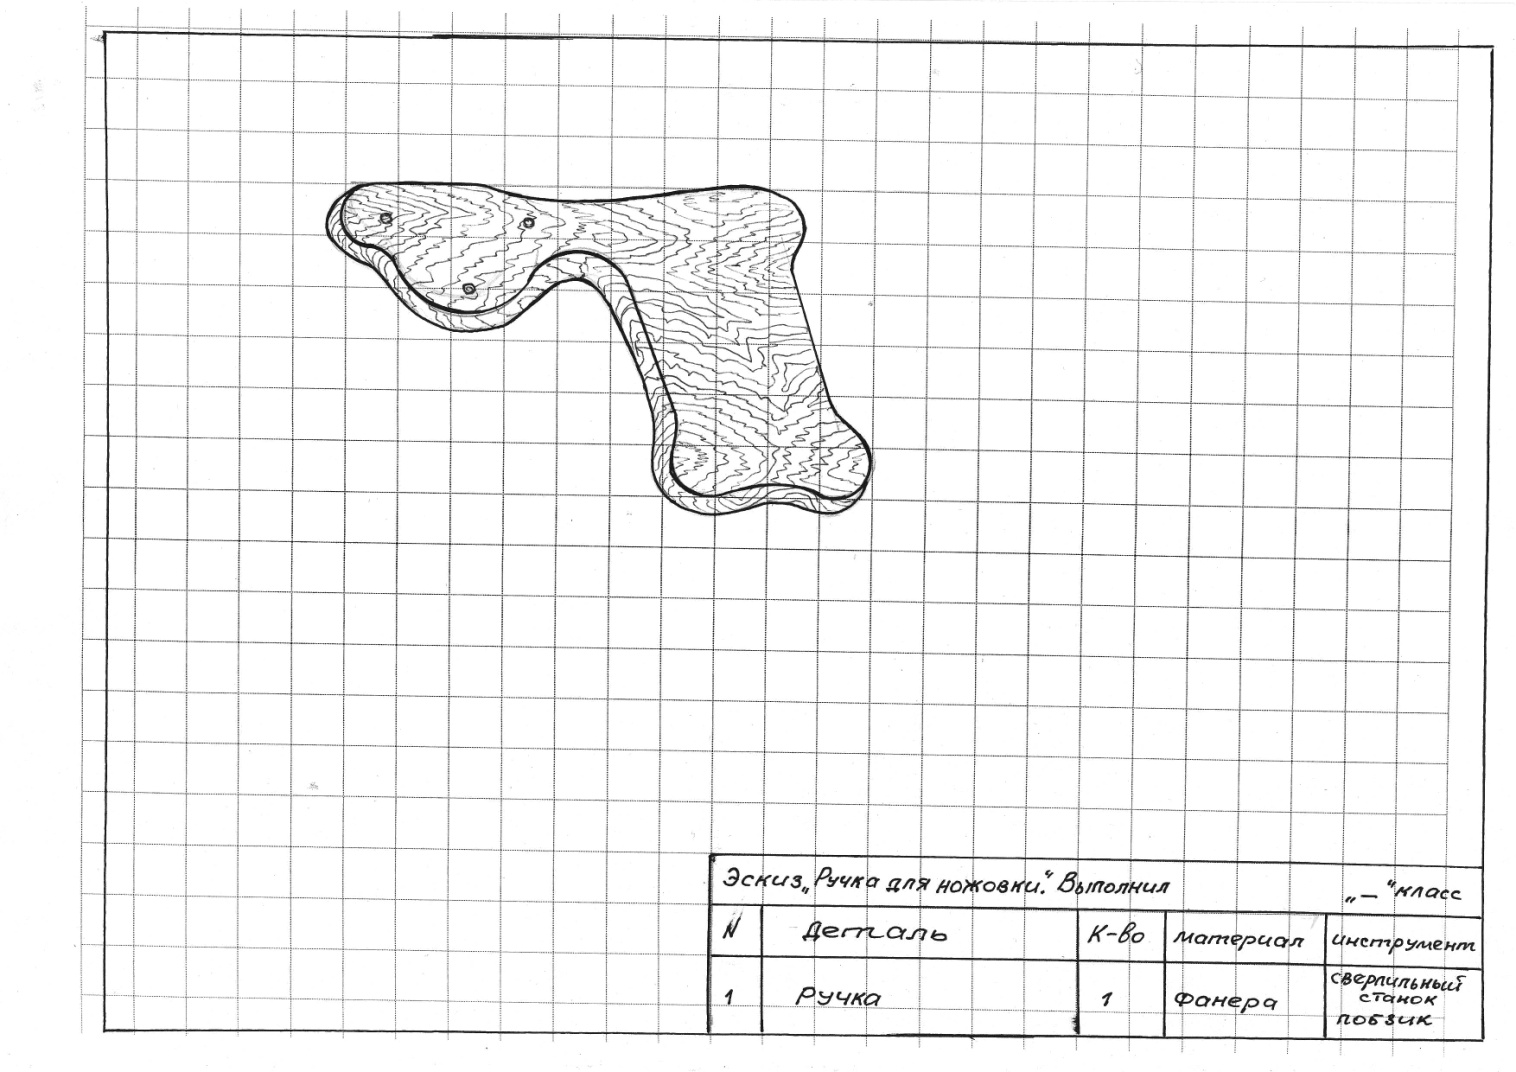 Эскиз „Ручка для ножовки“. Выполнил „_“ класс
N Деталь К-во материал инструмент
1 Ручка 1 фанера сверлильный
станок
лобзик